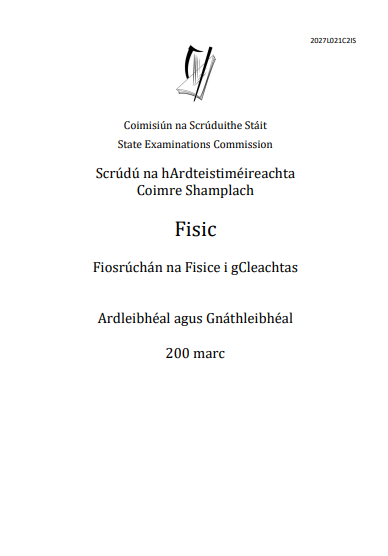 2027L021C2IS
Coimisiún na Scrúduithe Stáit
State Examinations Commission
Scrúdú na hArdteistiméireachta
Coimre Shamplach
Fisic
Fiosrúchán na Fisice i gCleachtas
Ardleibhéal agus Gnáthleibhéal
200 marc